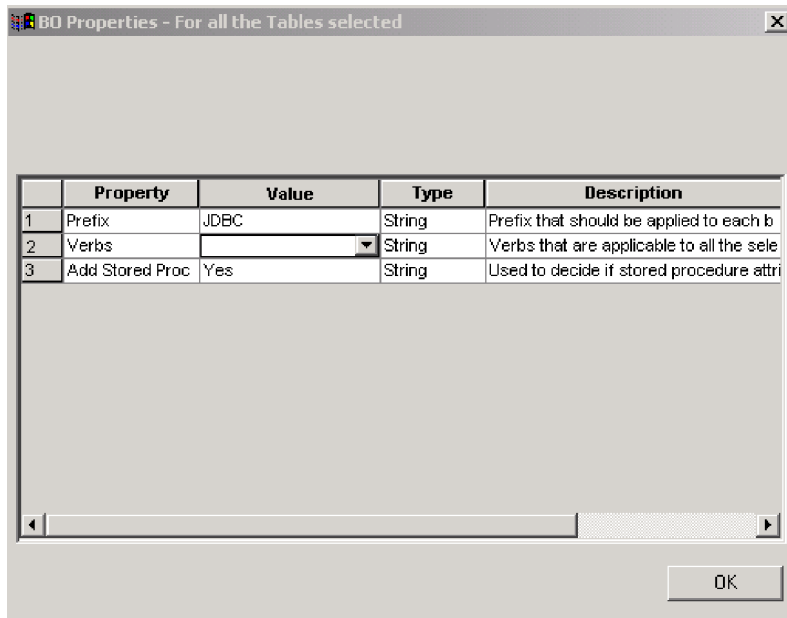 BO Properties - For all the Tables selected
Property Value Type Description
1 Prefix JDBC String Prefix that should be applied to each b
2 Verbs String Verbs that are applicable to all the sele
3 Add Stored Proc Yes String Used to decide if stored procedure attri
OK